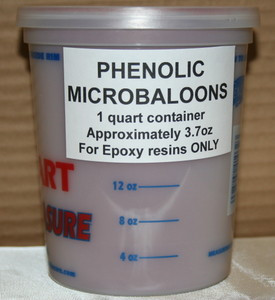 PHENOLIC
MICROBALOONS
1 quart container
Approximately 3.7oz
For Epoxy resins ONLY
ART
12 oz
SURE
8 oz
4 oz